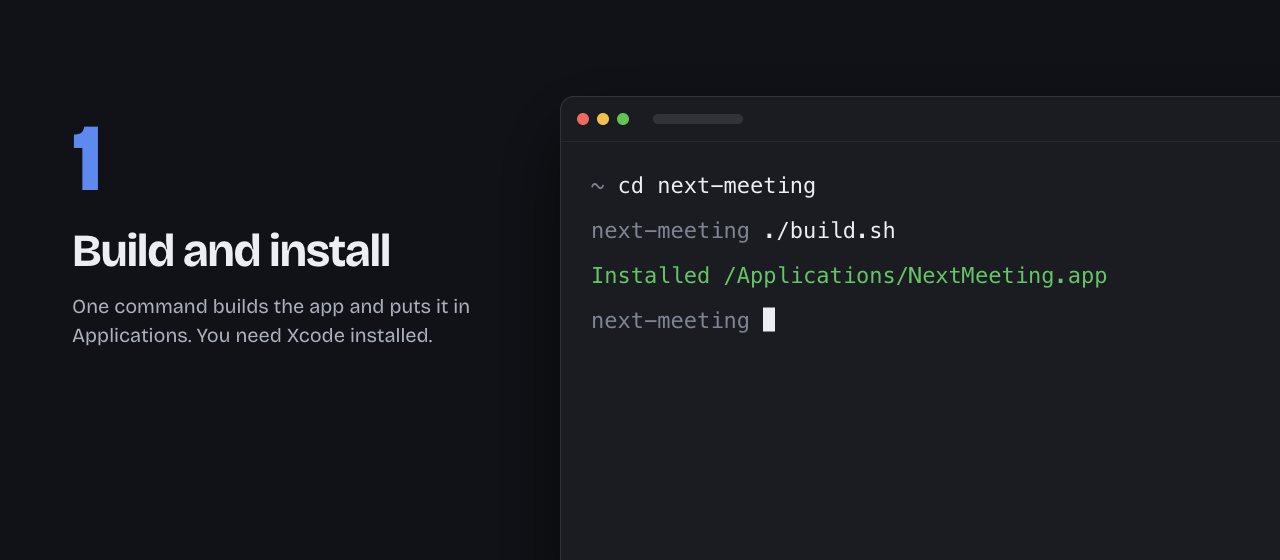 1
Build and install
One command builds the app and puts it in
Applications. You need Xcode installed.
~ cd next-meeting
next-meeting ./build.sh
Installed /Applications/NextMeeting.app
next-meeting